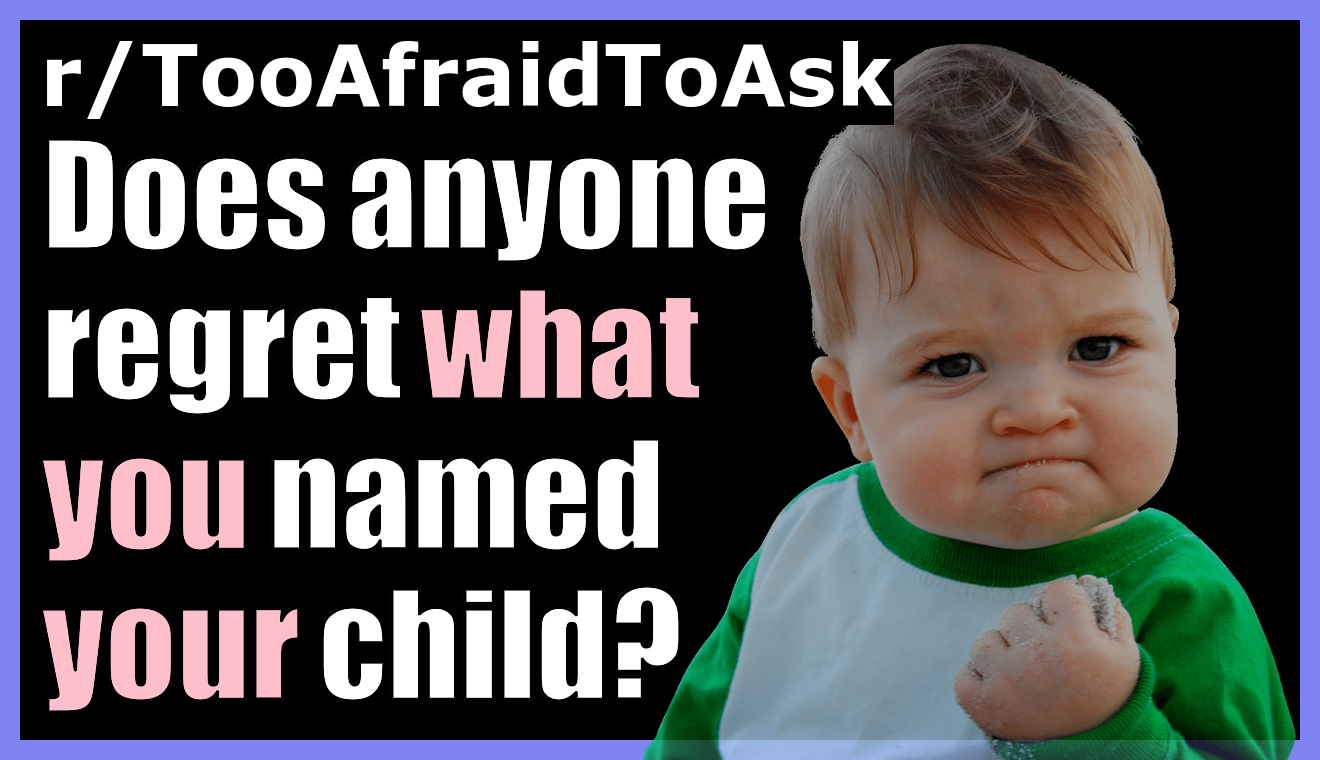 r/TooAfraidToAsk
Does anyone
regret what
you named
your child?